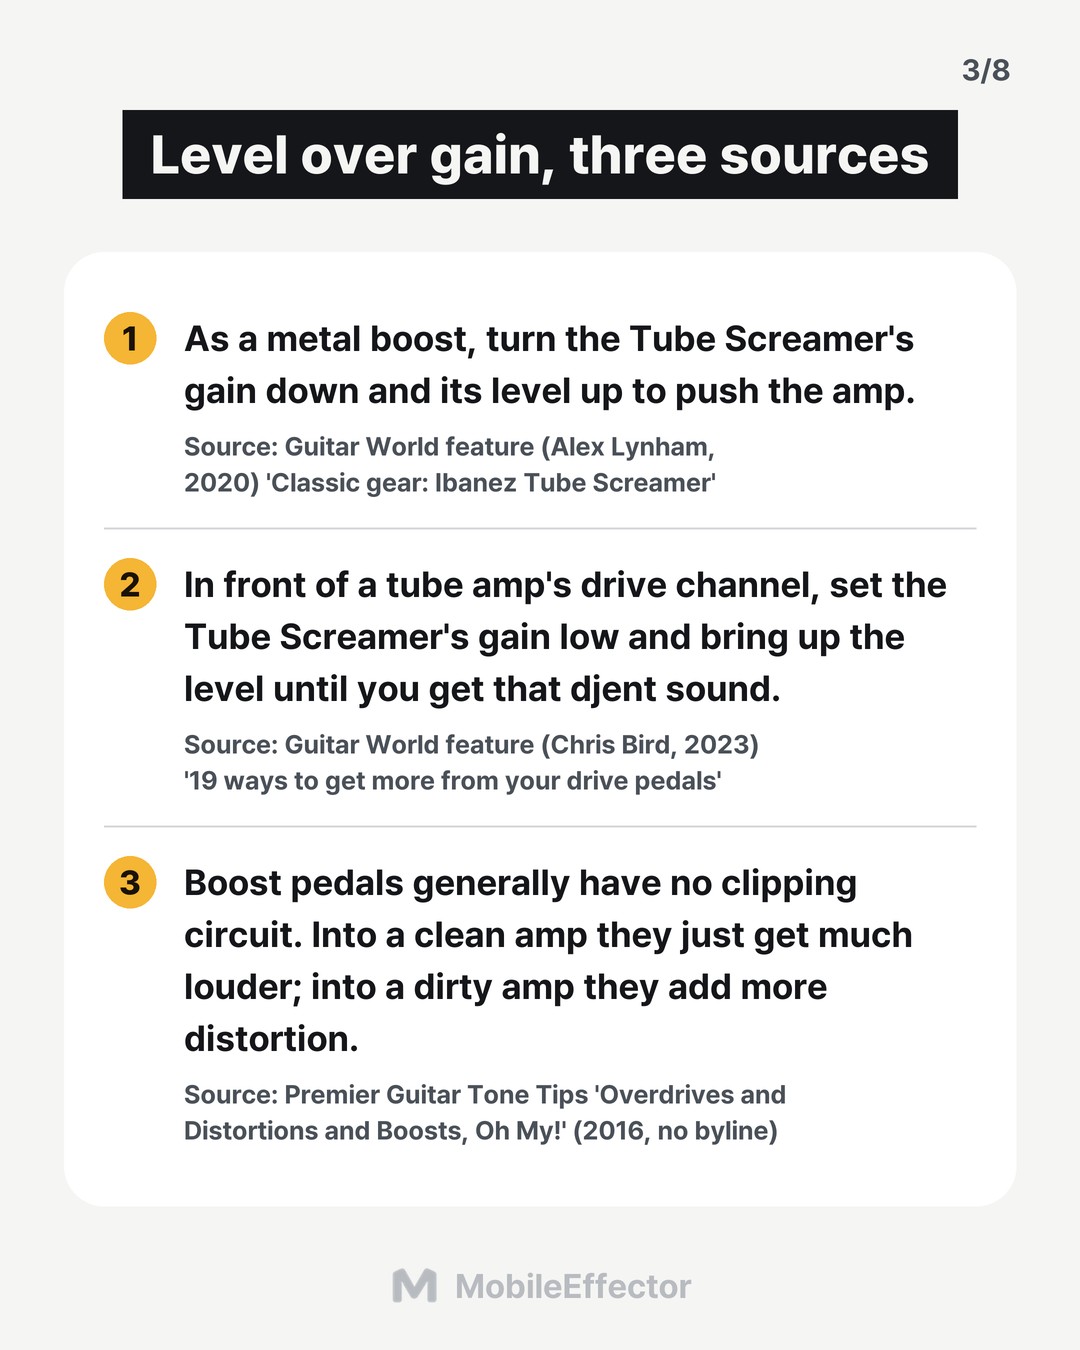 3/8
Level over gain, three sources
1
As a metal boost, turn the Tube Screamer's
gain down and its level up to push the amp.
Source: Guitar World feature (Alex Lynham,
2020) 'Classic gear: Ibanez Tube Screamer'
2
In front of a tube amp's drive channel, set the
Tube Screamer's gain low and bring up the
level until you get that djent sound.
Source: Guitar World feature (Chris Bird, 2023)
'19 ways to get more from your drive pedals'
3
Boost pedals generally have no clipping
circuit. Into a clean amp they just get much
louder; into a dirty amp they add more
distortion.
Source: Premier Guitar Tone Tips 'Overdrives and
Distortions and Boosts, Oh My!' (2016, no byline)
MobileEffector